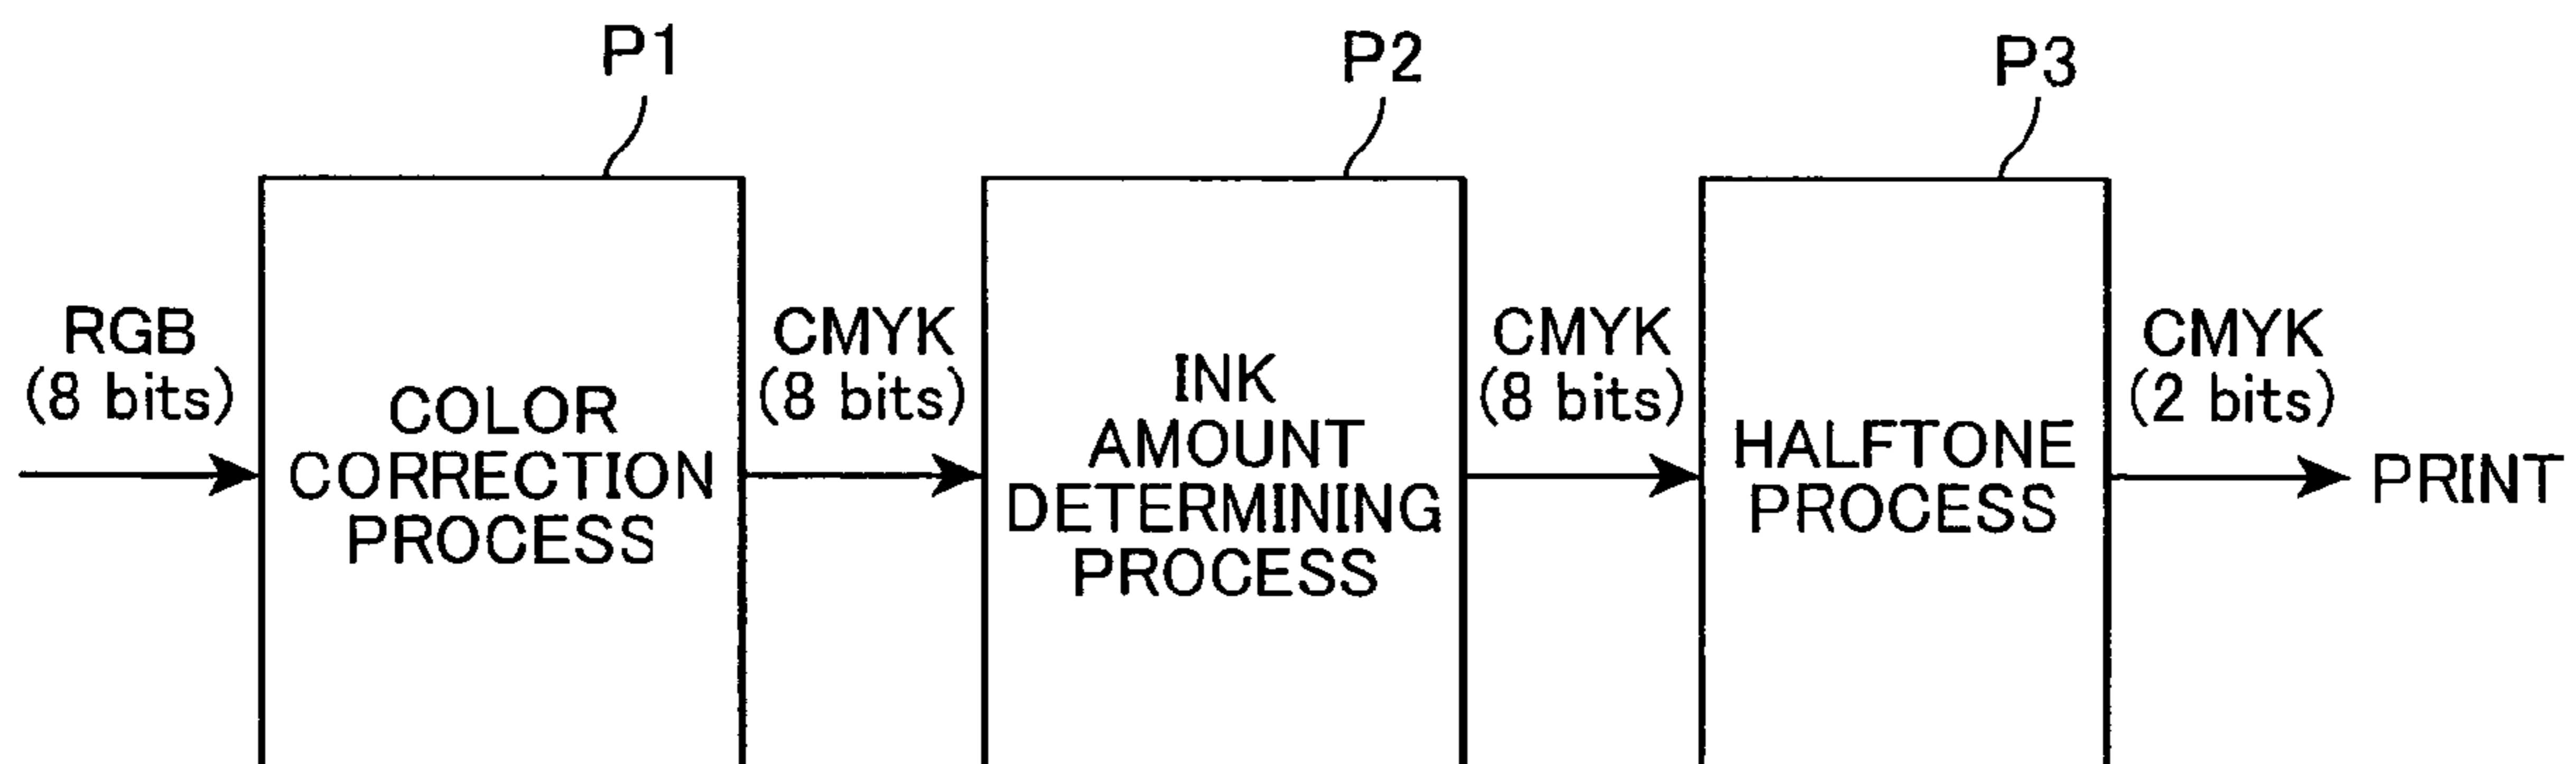 P1
P2
P3
RGB
(8 bits)
COLOR
CORRECTION
PROCESS
CMYK
(8 bits)
INK
AMOUNT
DETERMINING
PROCESS
CMYK
(8 bits)
HALFTONE
PROCESS
CMYK
(2 bits)
PRINT